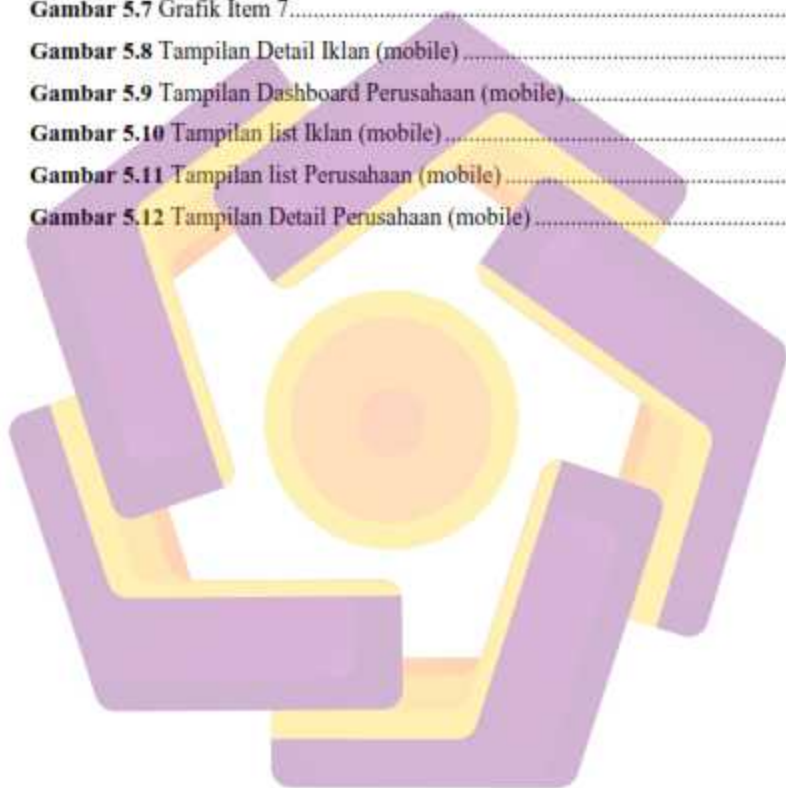 Gambar 5.7 Grafik Item 7..........................................................................................
Gambar 5.8 Tampilan Detail Iklan (mobile)..........................................................
Gambar 5.9 Tampilan Dashboard Perusahaan (mobile)........................................
Gambar 5.10 Tampilan list Iklan (mobile).............................................................
Gambar 5.11 Tampilan list Perusahaan (mobile)..................................................
Gambar 5.12 Tampilan Detail Perusahaan (mobile).............................................